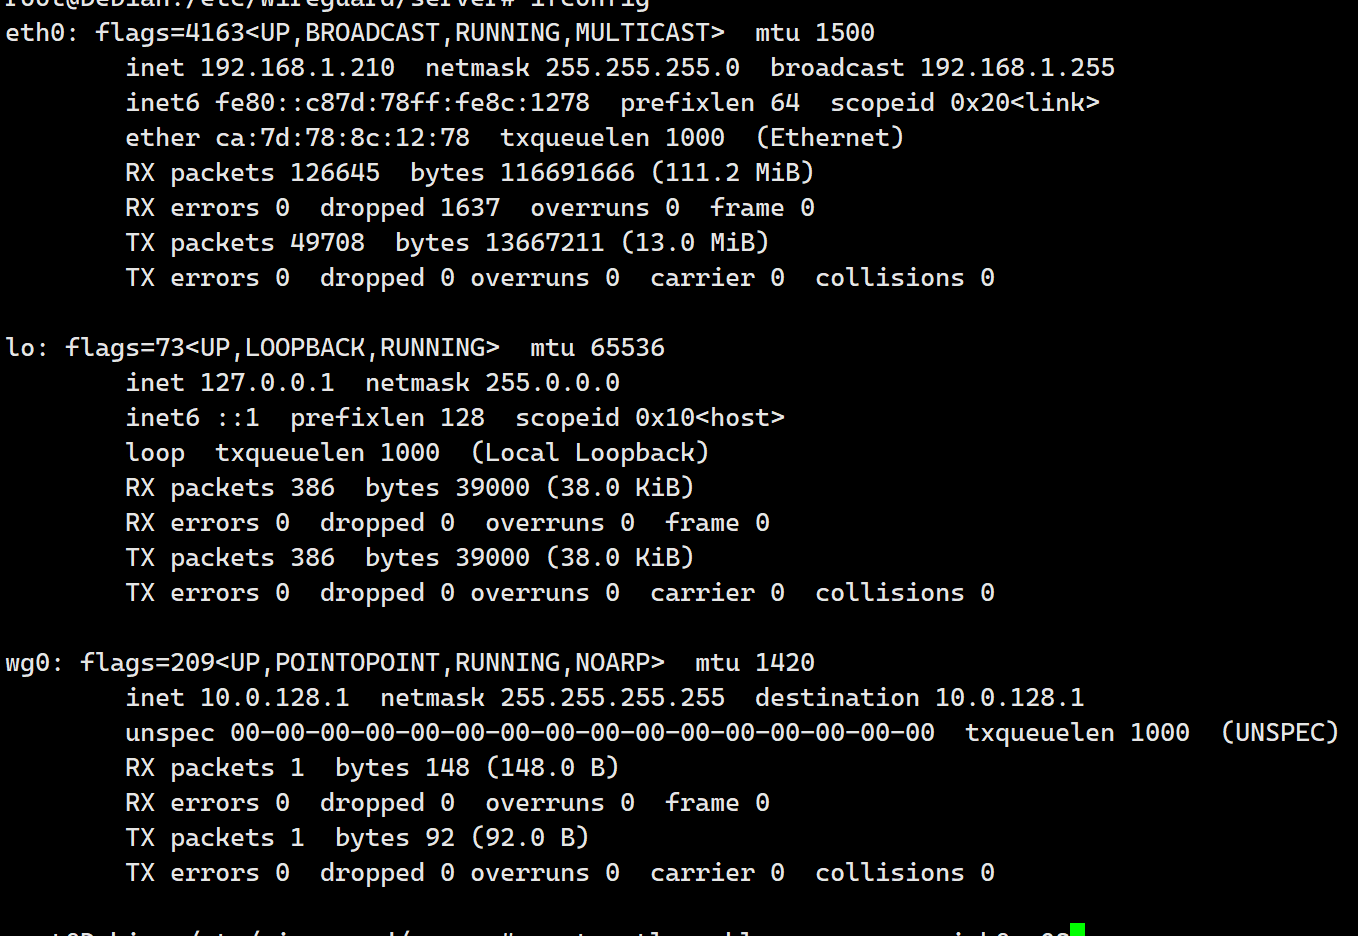 root@Debian:/etc/wireguard/server# ifconfig
eth0: flags=4163<UP,BROADCAST,RUNNING,MULTICAST>  mtu 1500
        inet 192.168.1.210  netmask 255.255.255.0  broadcast 192.168.1.255
        inet6 fe80::c87d:78ff:fe8c:1278  prefixlen 64  scopeid 0x20<link>
        ether ca:7d:78:8c:12:78  txqueuelen 1000  (Ethernet)
        RX packets 126645  bytes 116691666 (111.2 MiB)
        RX errors 0  dropped 1637  overruns 0  frame 0
        TX packets 49708  bytes 13667211 (13.0 MiB)
        TX errors 0  dropped 0 overruns 0  carrier 0  collisions 0
lo: flags=73<UP,LOOPBACK,RUNNING>  mtu 65536
        inet 127.0.0.1  netmask 255.0.0.0
        inet6 ::1  prefixlen 128  scopeid 0x10<host>
        loop  txqueuelen 1000  (Local Loopback)
        RX packets 386  bytes 39000 (38.0 KiB)
        RX errors 0  dropped 0  overruns 0  frame 0
        TX packets 386  bytes 39000 (38.0 KiB)
        TX errors 0  dropped 0 overruns 0  carrier 0  collisions 0
wg0: flags=209<UP,POINTOPOINT,RUNNING,NOARP>  mtu 1420
        inet 10.0.128.1  netmask 255.255.255.255  destination 10.0.128.1
        unspec 00-00-00-00-00-00-00-00-00-00-00-00-00-00-00-00  txqueuelen 1000  (UNSPEC)
        RX packets 1  bytes 148 (148.0 B)
        RX errors 0  dropped 0  overruns 0  frame 0
        TX packets 1  bytes 92 (92.0 B)
        TX errors 0  dropped 0 overruns 0  carrier 0  collisions 0